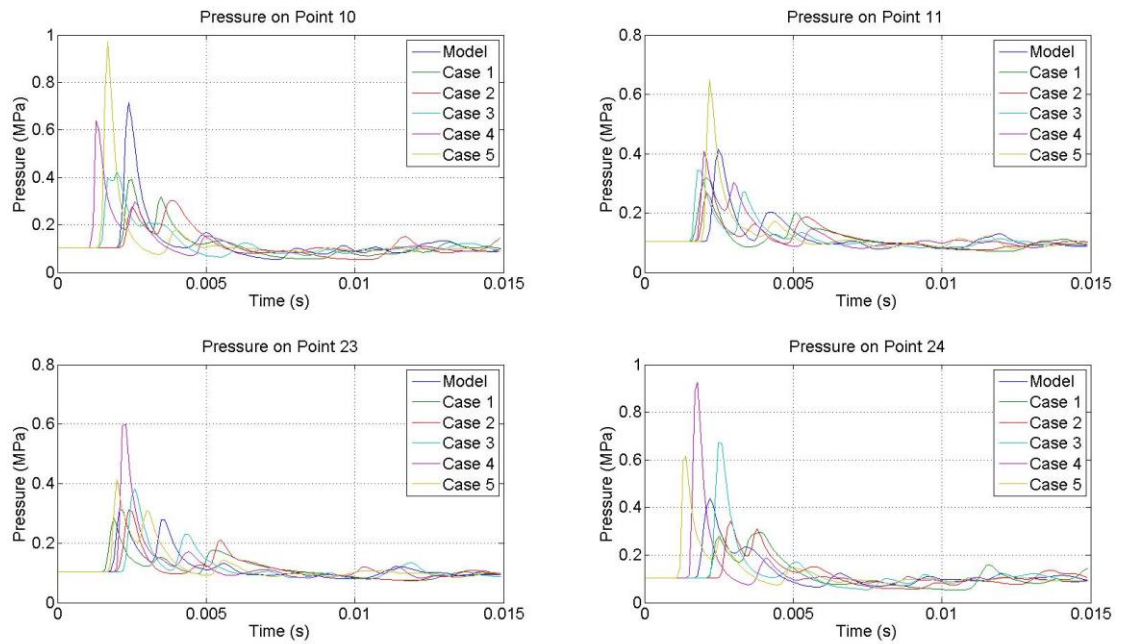 Pressure on Point 10
1
0.8
0.6
0.4
0.2
0
Pressure (MPa)
0
0.005
0.01
0.015
Time (s)
Model
Case 1
Case 2
Case 3
Case 4
Case 5
Pressure on Point 11
0.8
0.6
0.4
0.2
0
Pressure (MPa)
0
0.005
0.01
0.015
Time (s)
Model
Case 1
Case 2
Case 3
Case 4
Case 5
Pressure on Point 23
0.8
0.6
0.4
0.2
0
Pressure (MPa)
0
0.005
0.01
0.015
Time (s)
Model
Case 1
Case 2
Case 3
Case 4
Case 5
Pressure on Point 24
1
0.8
0.6
0.4
0.2
0
Pressure (MPa)
0
0.005
0.01
0.015
Time (s)
Model
Case 1
Case 2
Case 3
Case 4
Case 5